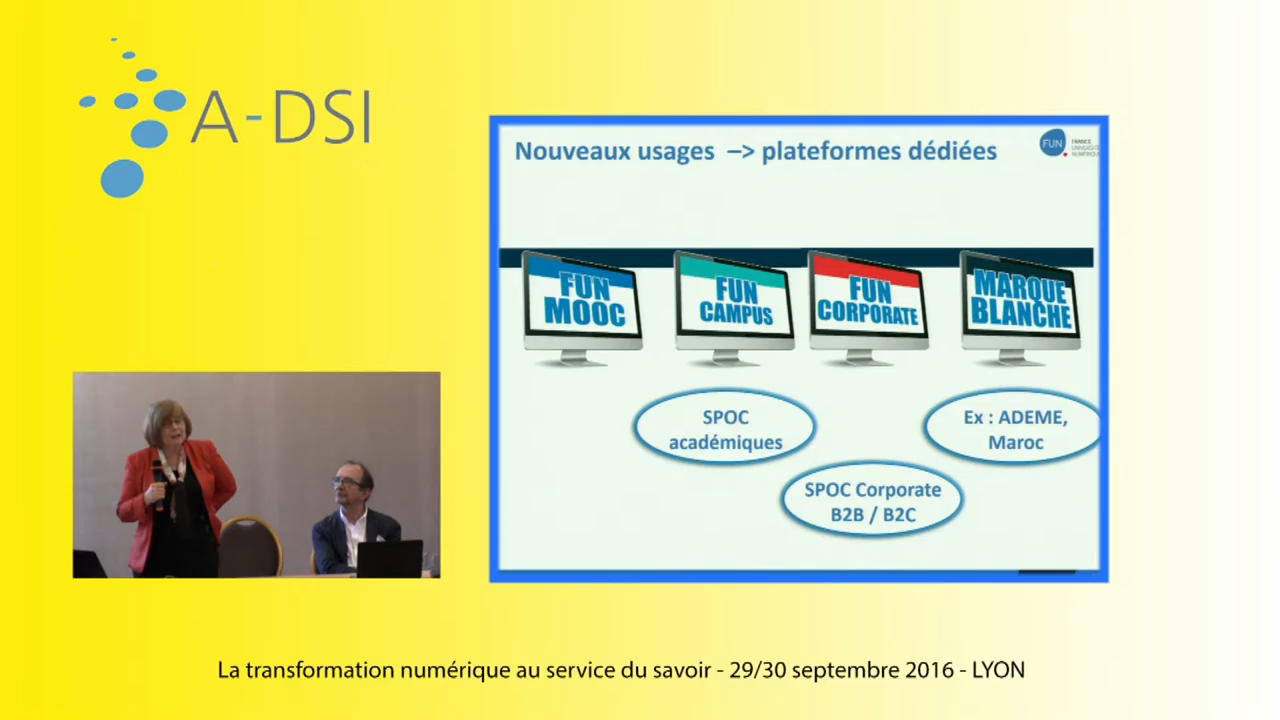 A-DSI
Nouveaux usages –> plateformes dédiées
FUN
FRANCE
UNIVERSITÉ
NUMÉRIQUE
FUN
MOOC
FUN
CAMPUS
FUN
CORPORATE
MARQUE
BLANCHE
SPOC
académiques
Ex : ADEME,
Maroc
SPOC Corporate
B2B / B2C
La transformation numérique au service du savoir - 29/30 septembre 2016 - LYON